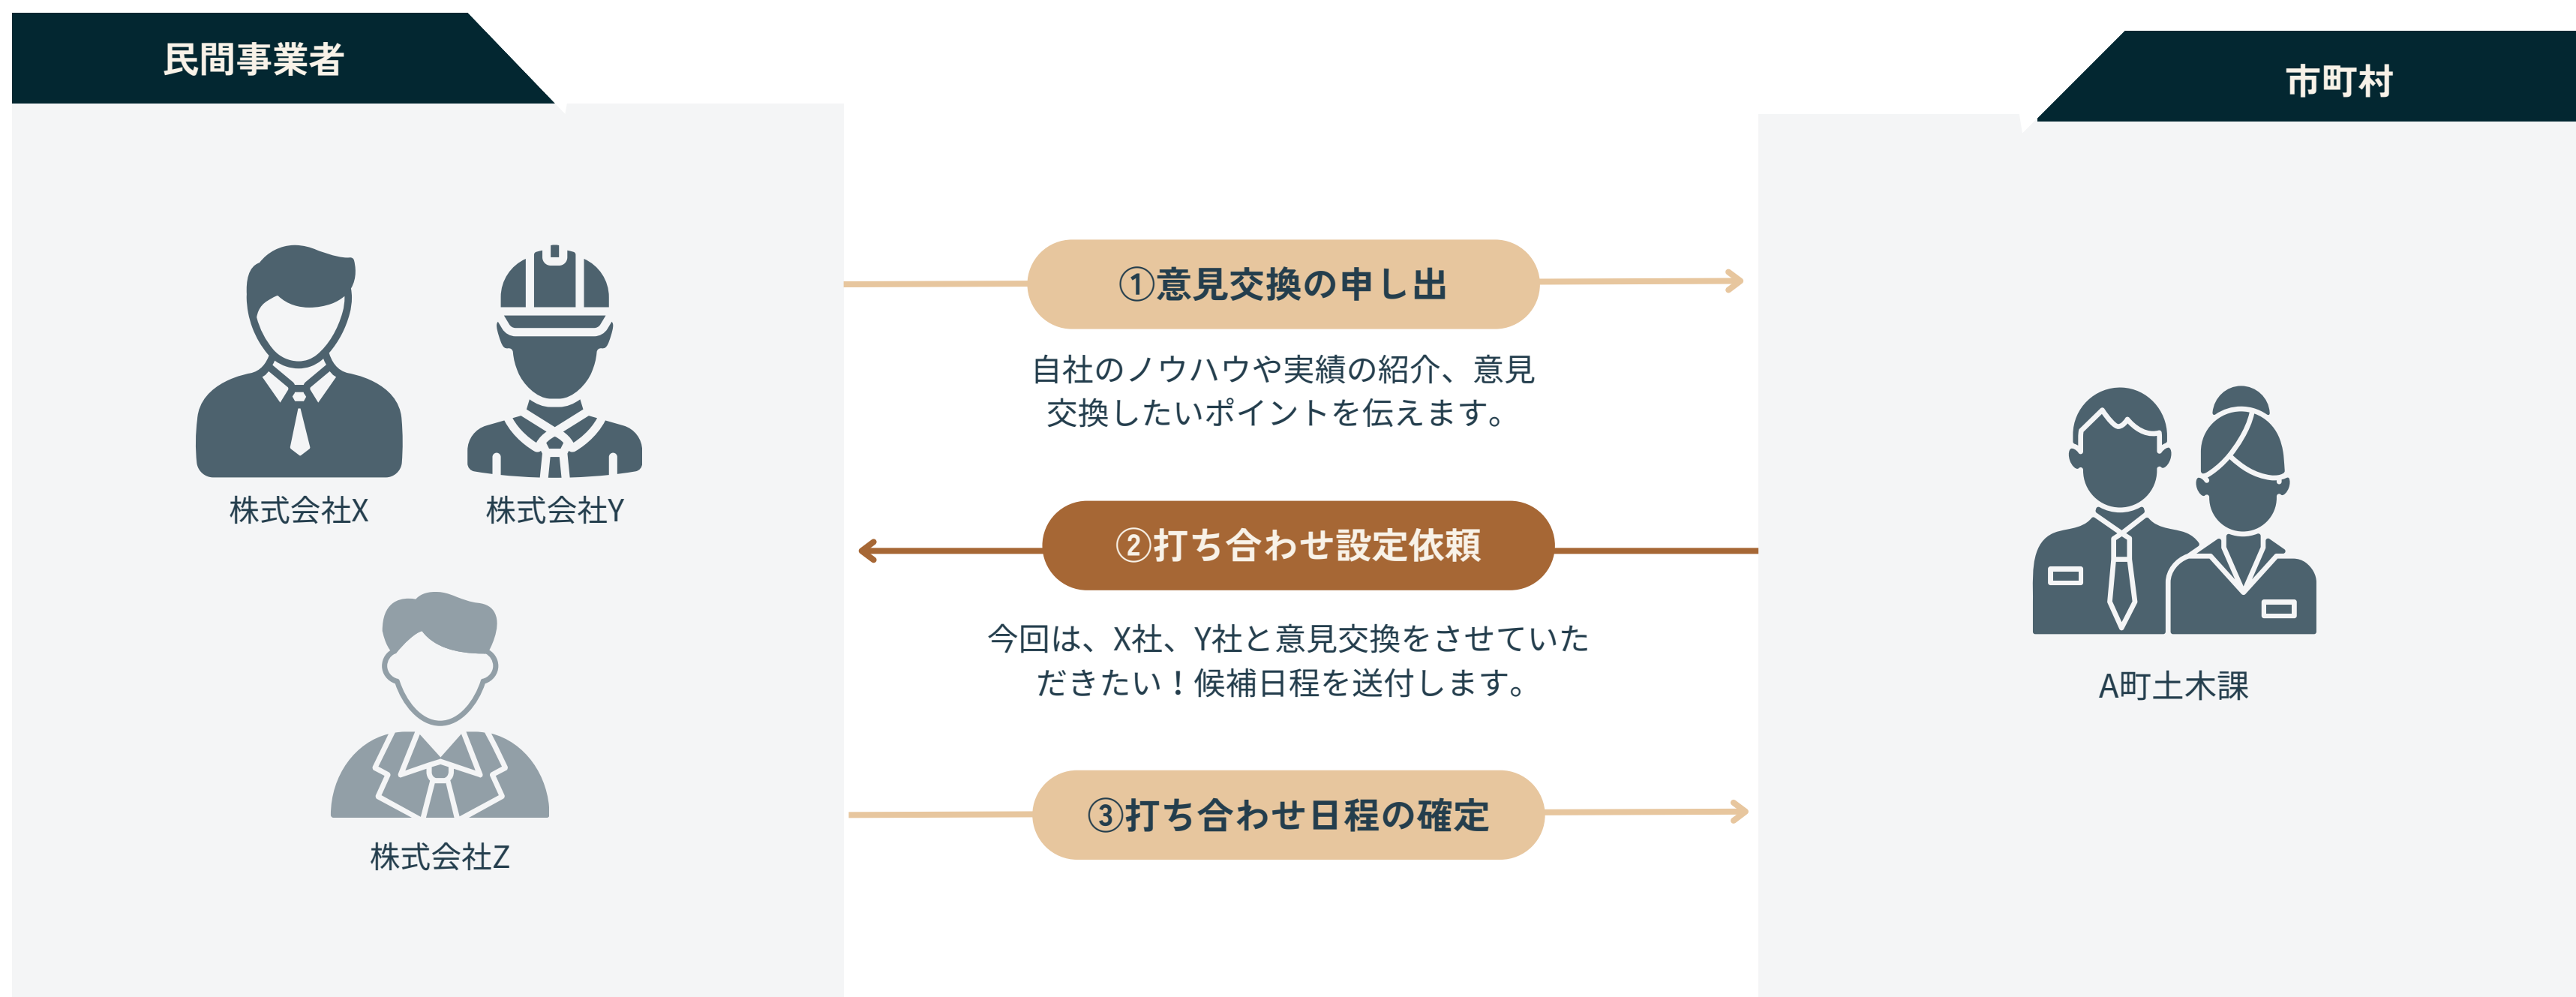 民間事業者
市町村
①意見交換の申し出
自社のノウハウや実績の紹介、意見
交換したいポイントを伝えます。
株式会社X
株式会社Y
②打ち合わせ設定依頼
今回は、X社、Y社と意見交換をさせていた
だきたい！候補日程を送付します。
A町土木課
③打ち合わせ日程の確定
株式会社Z